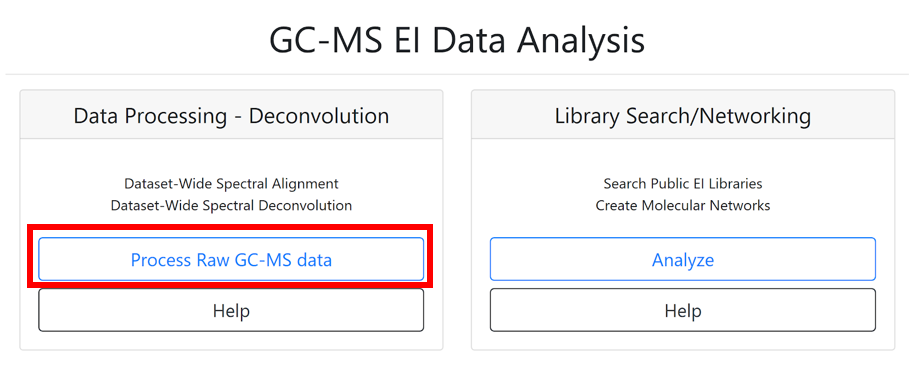 GC-MS EI Data Analysis
Data Processing - Deconvolution
Dataset-Wide Spectral Alignment
Dataset-Wide Spectral Deconvolution
Process Raw GC-MS data
Help
Library Search/Networking
Search Public EI Libraries
Create Molecular Networks
Analyze
Help